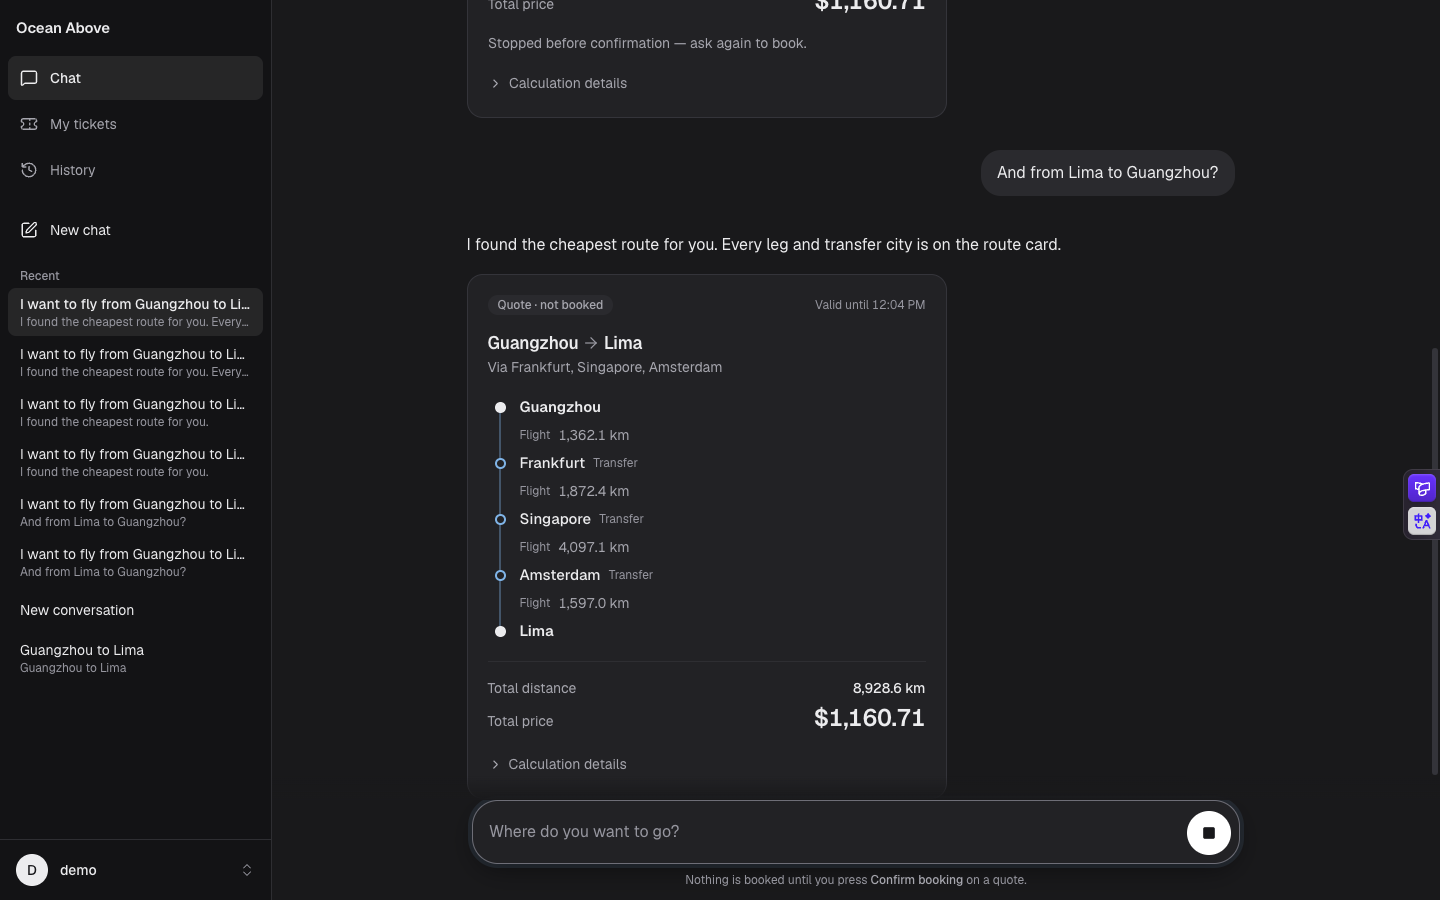 Ocean Above
Chat
My tickets
History
New chat
Recent
I want to fly from Guangzhou to Li...
I found the cheapest route for you. Every...
I want to fly from Guangzhou to Li...
I found the cheapest route for you. Every...
I want to fly from Guangzhou to Li...
I found the cheapest route for you.
I want to fly from Guangzhou to Li...
I found the cheapest route for you.
I want to fly from Guangzhou to Li...
And from Lima to Guangzhou?
I want to fly from Guangzhou to Li...
And from Lima to Guangzhou?
New conversation
Guangzhou to Lima
Guangzhou to Lima
D demo
Total price $1,160.71
Stopped before confirmation — ask again to book.
Calculation details
And from Lima to Guangzhou?
I found the cheapest route for you. Every leg and transfer city is on the route card.
Quote · not booked Valid until 12:04 PM
Guangzhou → Lima
Via Frankfurt, Singapore, Amsterdam
Guangzhou
Flight 1,362.1 km
Frankfurt Transfer
Flight 1,872.4 km
Singapore Transfer
Flight 4,097.1 km
Amsterdam Transfer
Flight 1,597.0 km
Lima
Total distance 8,928.6 km
Total price $1,160.71
Calculation details
Where do you want to go?
Nothing is booked until you press Confirm booking on a quote.
中A